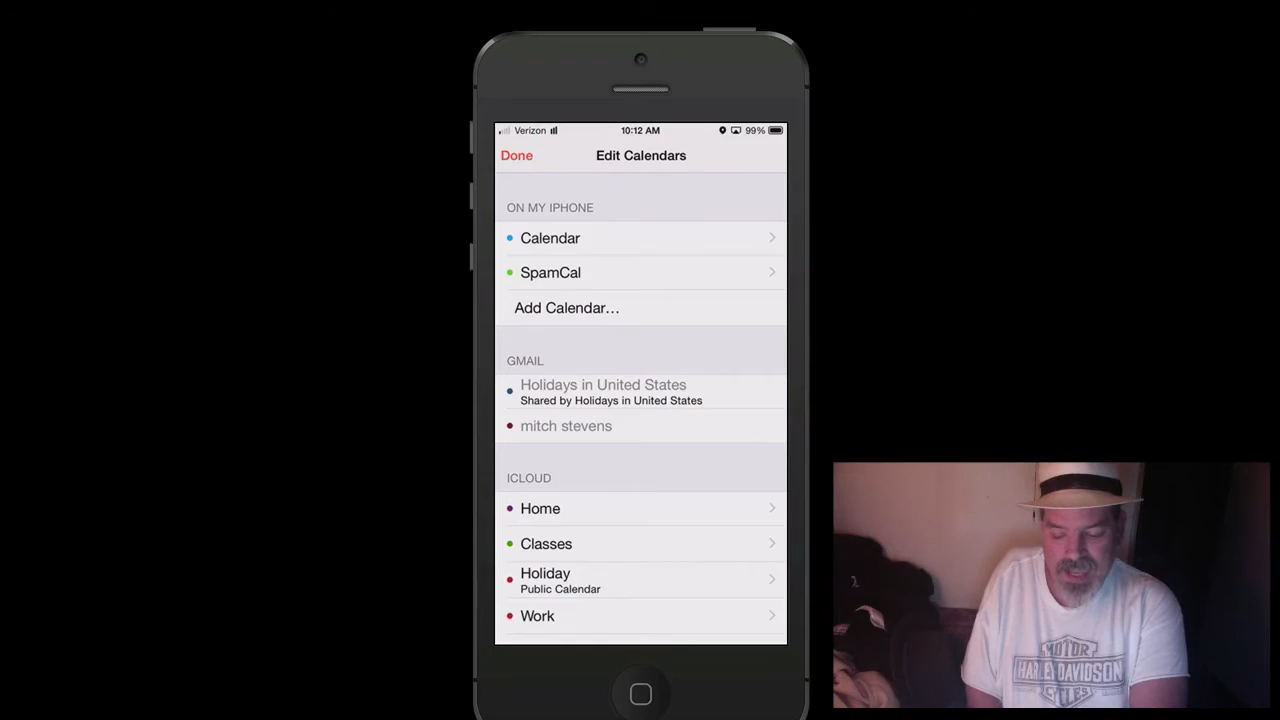 Verizon
10:12 AM
99%
Done
Edit Calendars
ON MY IPHONE
Calendar
SpamCal
Add Calendar...
GMAIL
Holidays in United States
Shared by Holidays in United States
mitch stevens
ICLOUD
Home
Classes
Holiday
Public Calendar
Work
MOTOR
HARLEY-DAVIDSON
CYCLES